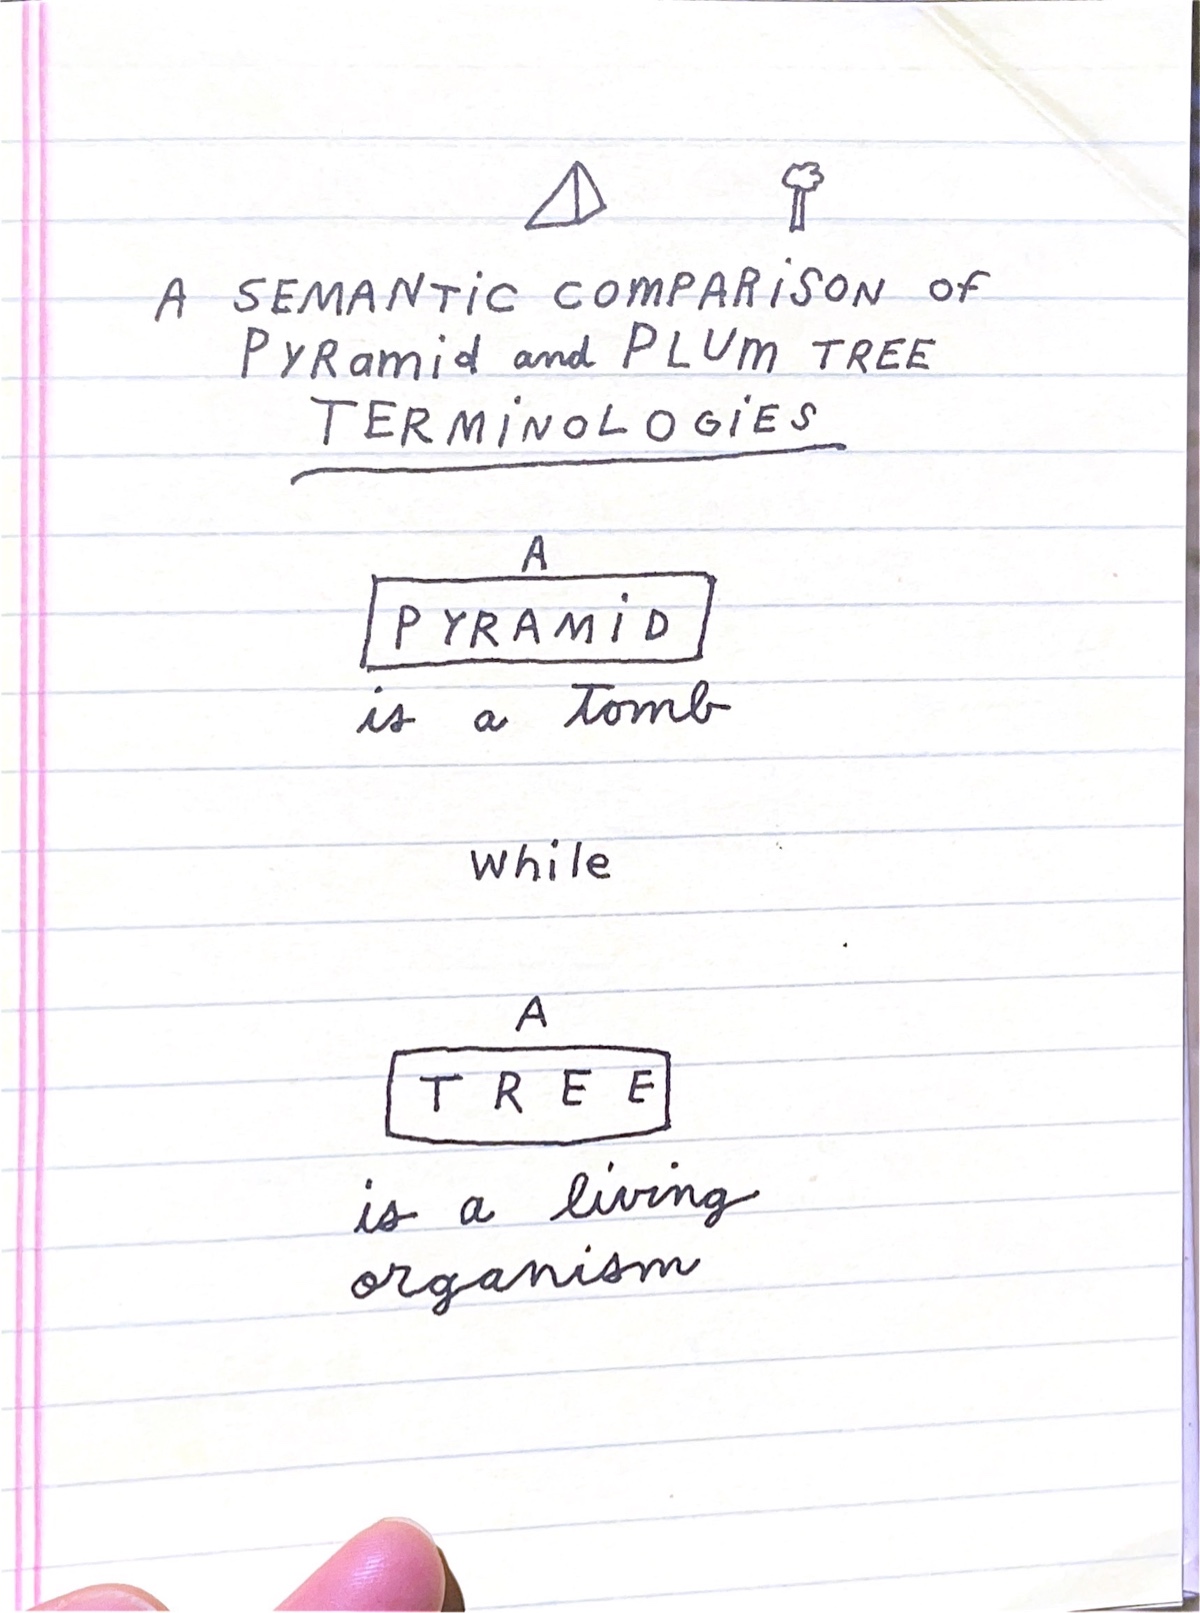 A SEMANTiC COMPARiSON of
PYRamid and PLUm TREE
TERMiNOLOGiES
A
PYRAMiD
is a Tomb
while
A
TREE
is a living
organism